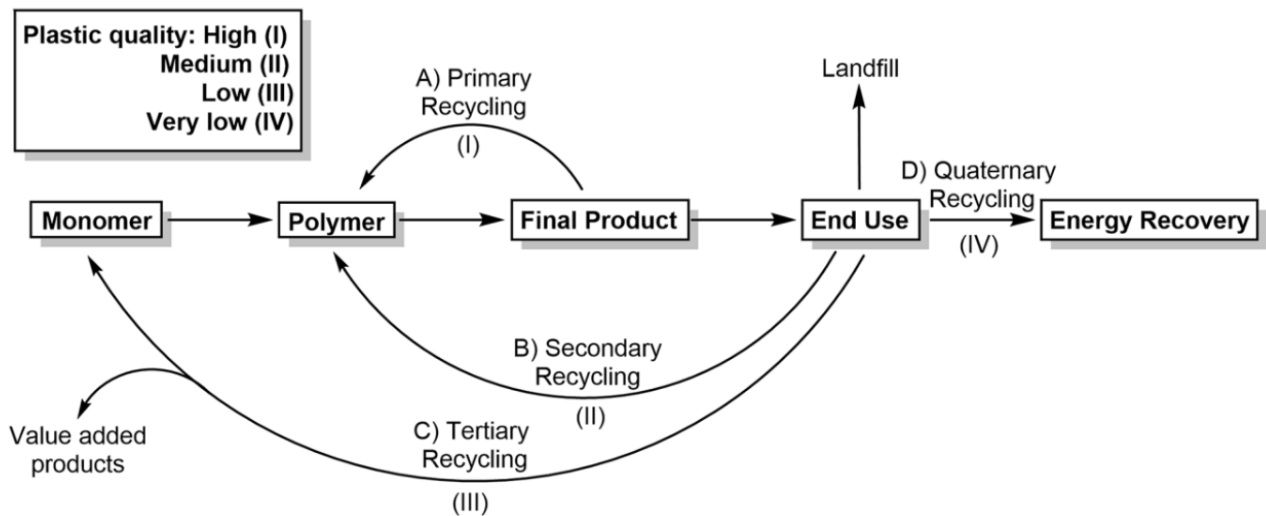 Plastic quality: High (I)
Medium (II)
Low (III)
Very low (IV)
A) Primary
Recycling
(I)
Landfill
D) Quaternary
Recycling
(IV)
Monomer
Polymer
Final Product
End Use
Energy Recovery
B) Secondary
Recycling
(II)
Value added
products
C) Tertiary
Recycling
(III)